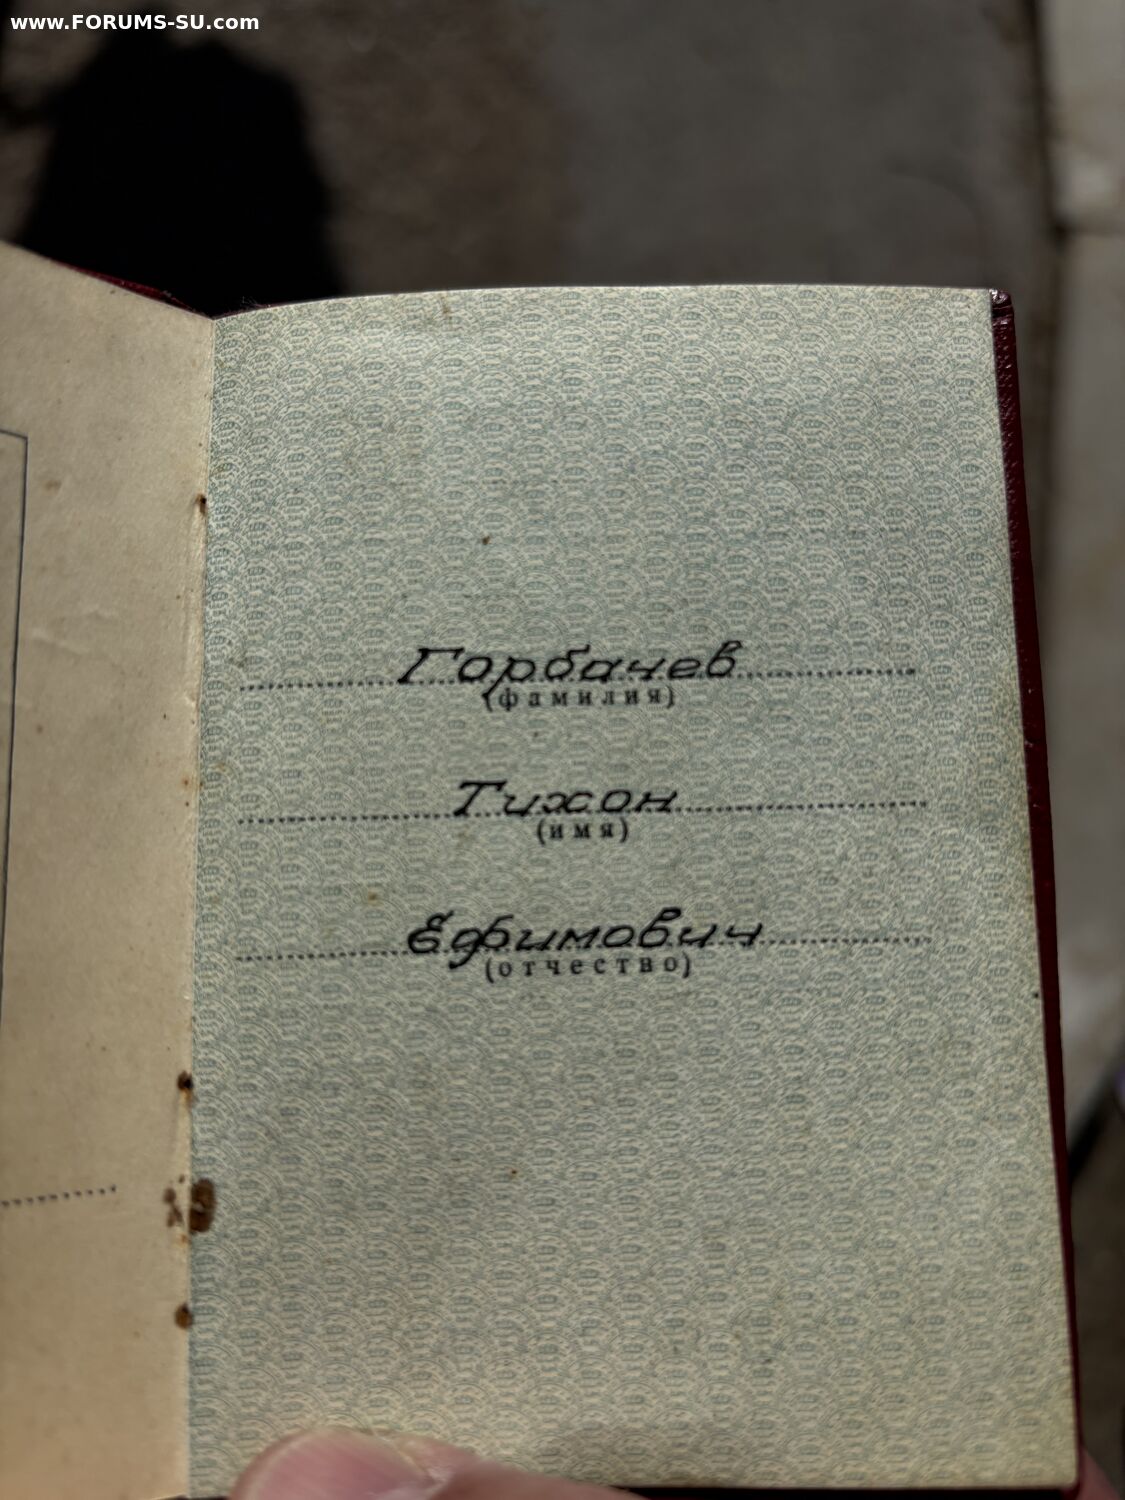 www.FORUMS-SU.com
Горбачев
(фамилия)
Тихон
(имя)
Ефимович
(отчество)